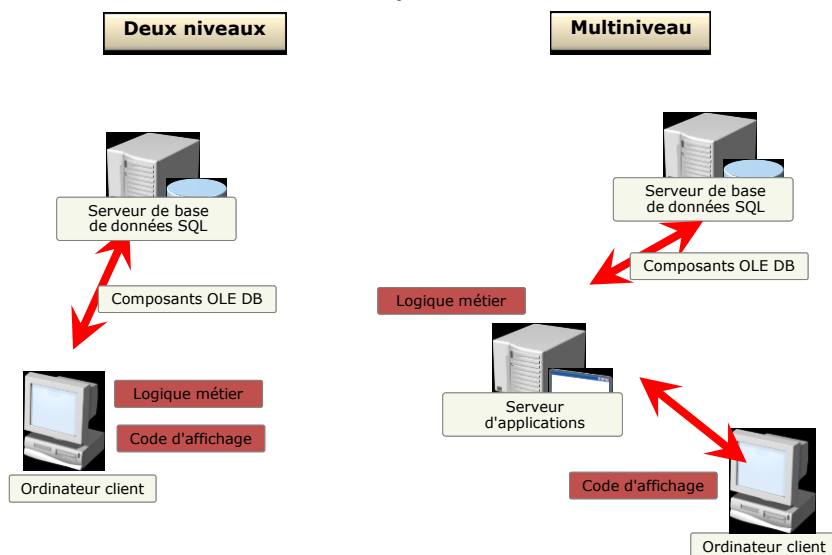 Deux niveaux
Serveur de base
de données SQL
Composants OLE DB
Logique métier
Code d'affichage
Ordinateur client
Multiniveau
Serveur de base
de données SQL
Composants OLE DB
Logique métier
Serveur
d'applications
Code d'affichage
Ordinateur client